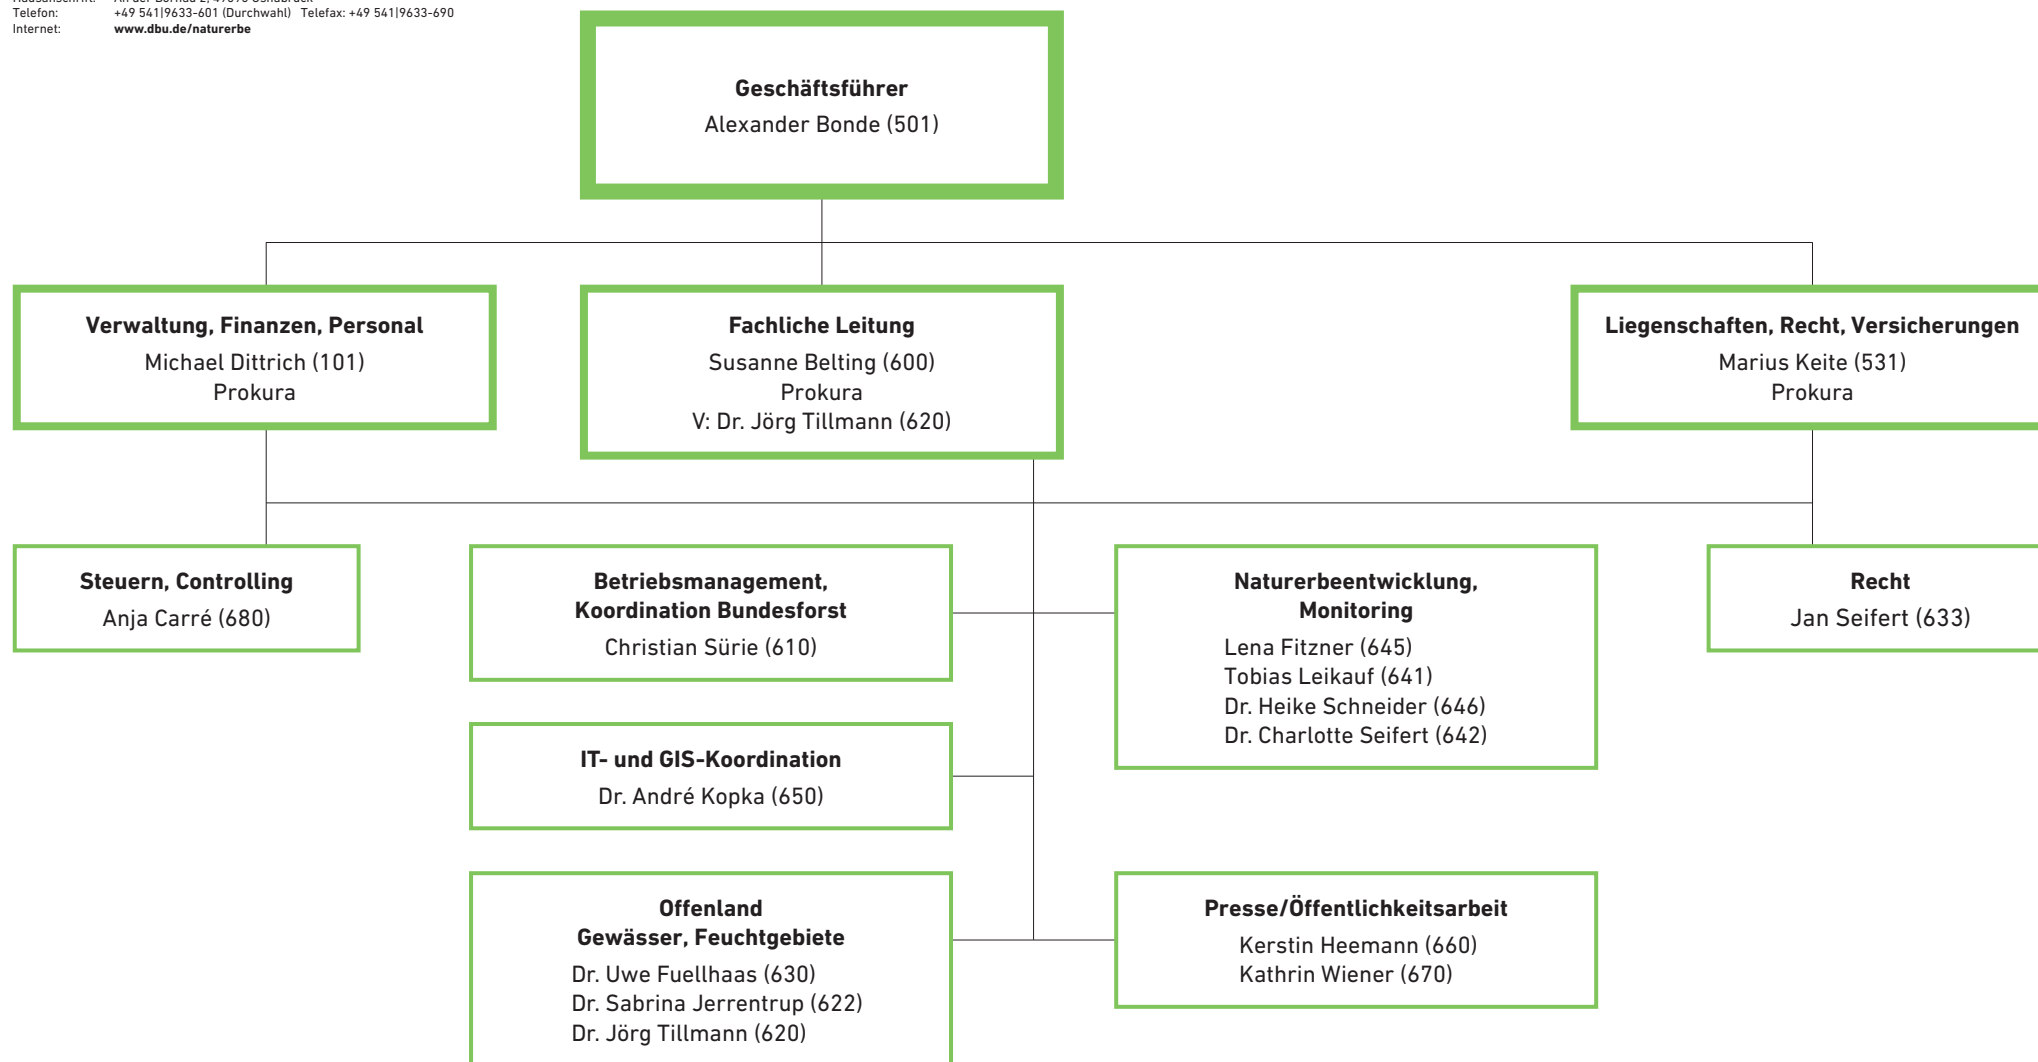 Telefon: +49 541|9633-601 (Durchwahl) Telefax: +49 541|9633-690
Internet: www.dbu.de/naturerbe
Geschäftsführer
Alexander Bonde (501)
Verwaltung, Finanzen, Personal
Michael Dittrich (101)
Prokura
Fachliche Leitung
Susanne Belting (600)
Prokura
V: Dr. Jörg Tillmann (620)
Liegenschaften, Recht, Versicherungen
Marius Keite (531)
Prokura
Steuern, Controlling
Anja Carré (680)
Betriebsmanagement,
Koordination Bundesforst
Christian Sürie (610)
Naturerbeentwicklung,
Monitoring
Lena Fitzner (645)
Tobias Leikauf (641)
Dr. Heike Schneider (646)
Dr. Charlotte Seifert (642)
Recht
Jan Seifert (633)
IT- und GIS-Koordination
Dr. André Kopka (650)
Offenland
Gewässer, Feuchtgebiete
Dr. Uwe Fuellhaas (630)
Dr. Sabrina Jerrentrup (622)
Dr. Jörg Tillmann (620)
Presse/Öffentlichkeitsarbeit
Kerstin Heemann (660)
Kathrin Wiener (670)